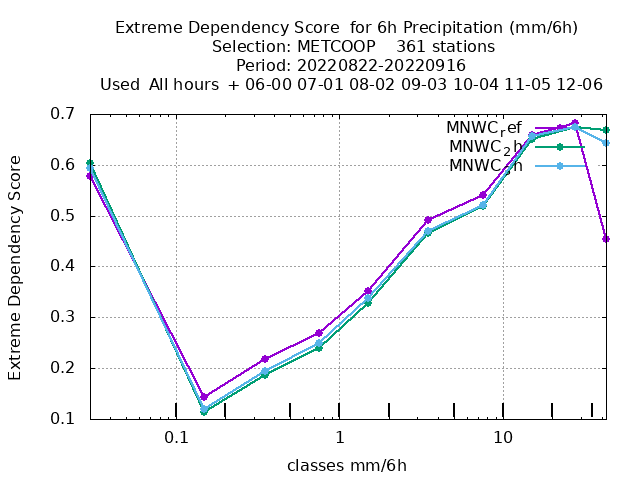 Extreme Dependency Score for 6h Precipitation (mm/6h)
Selection: METCOOP 361 stations
Period: 20220822-20220916
Used All hours + 06-00 07-01 08-02 09-03 10-04 11-05 12-06
0.7
0.6
0.5
0.4
0.3
0.2
0.1
Extreme Dependency Score
MNWC_ref
MNWC_2h
MNWC h
0.1 1 10
classes mm/6h